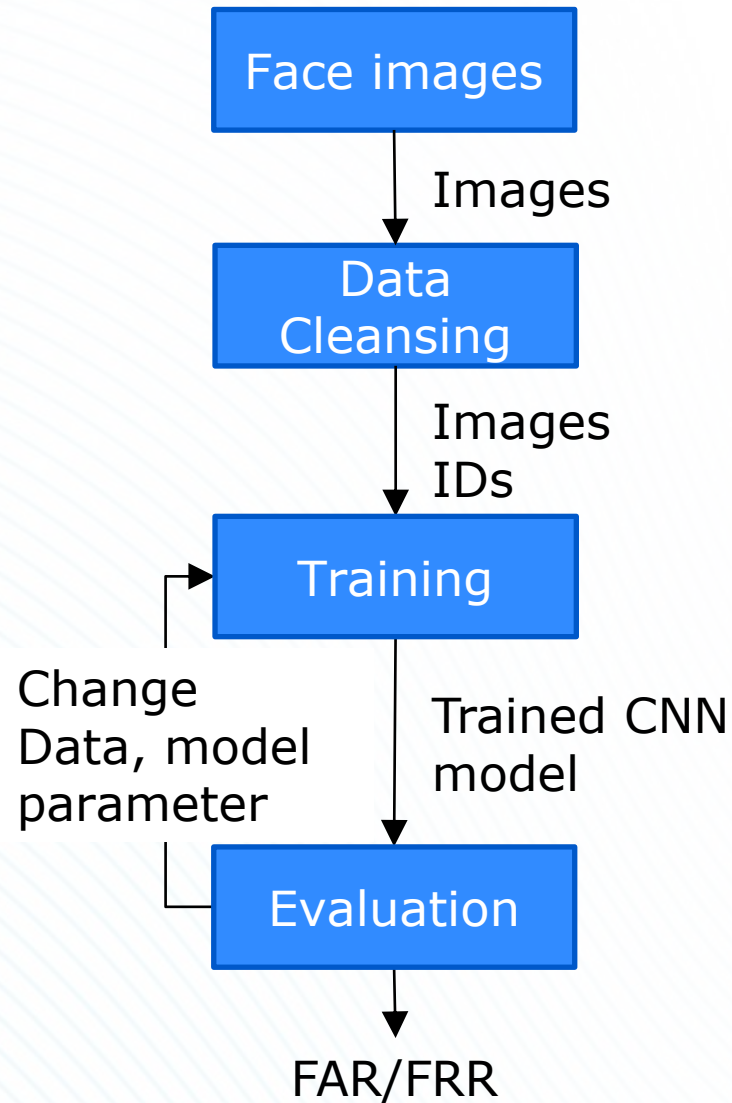 Face images
Images
Data
Cleansing
Images
IDs
Training
Change
Data, model
parameter
Trained CNN
model
Evaluation
FAR/FRR